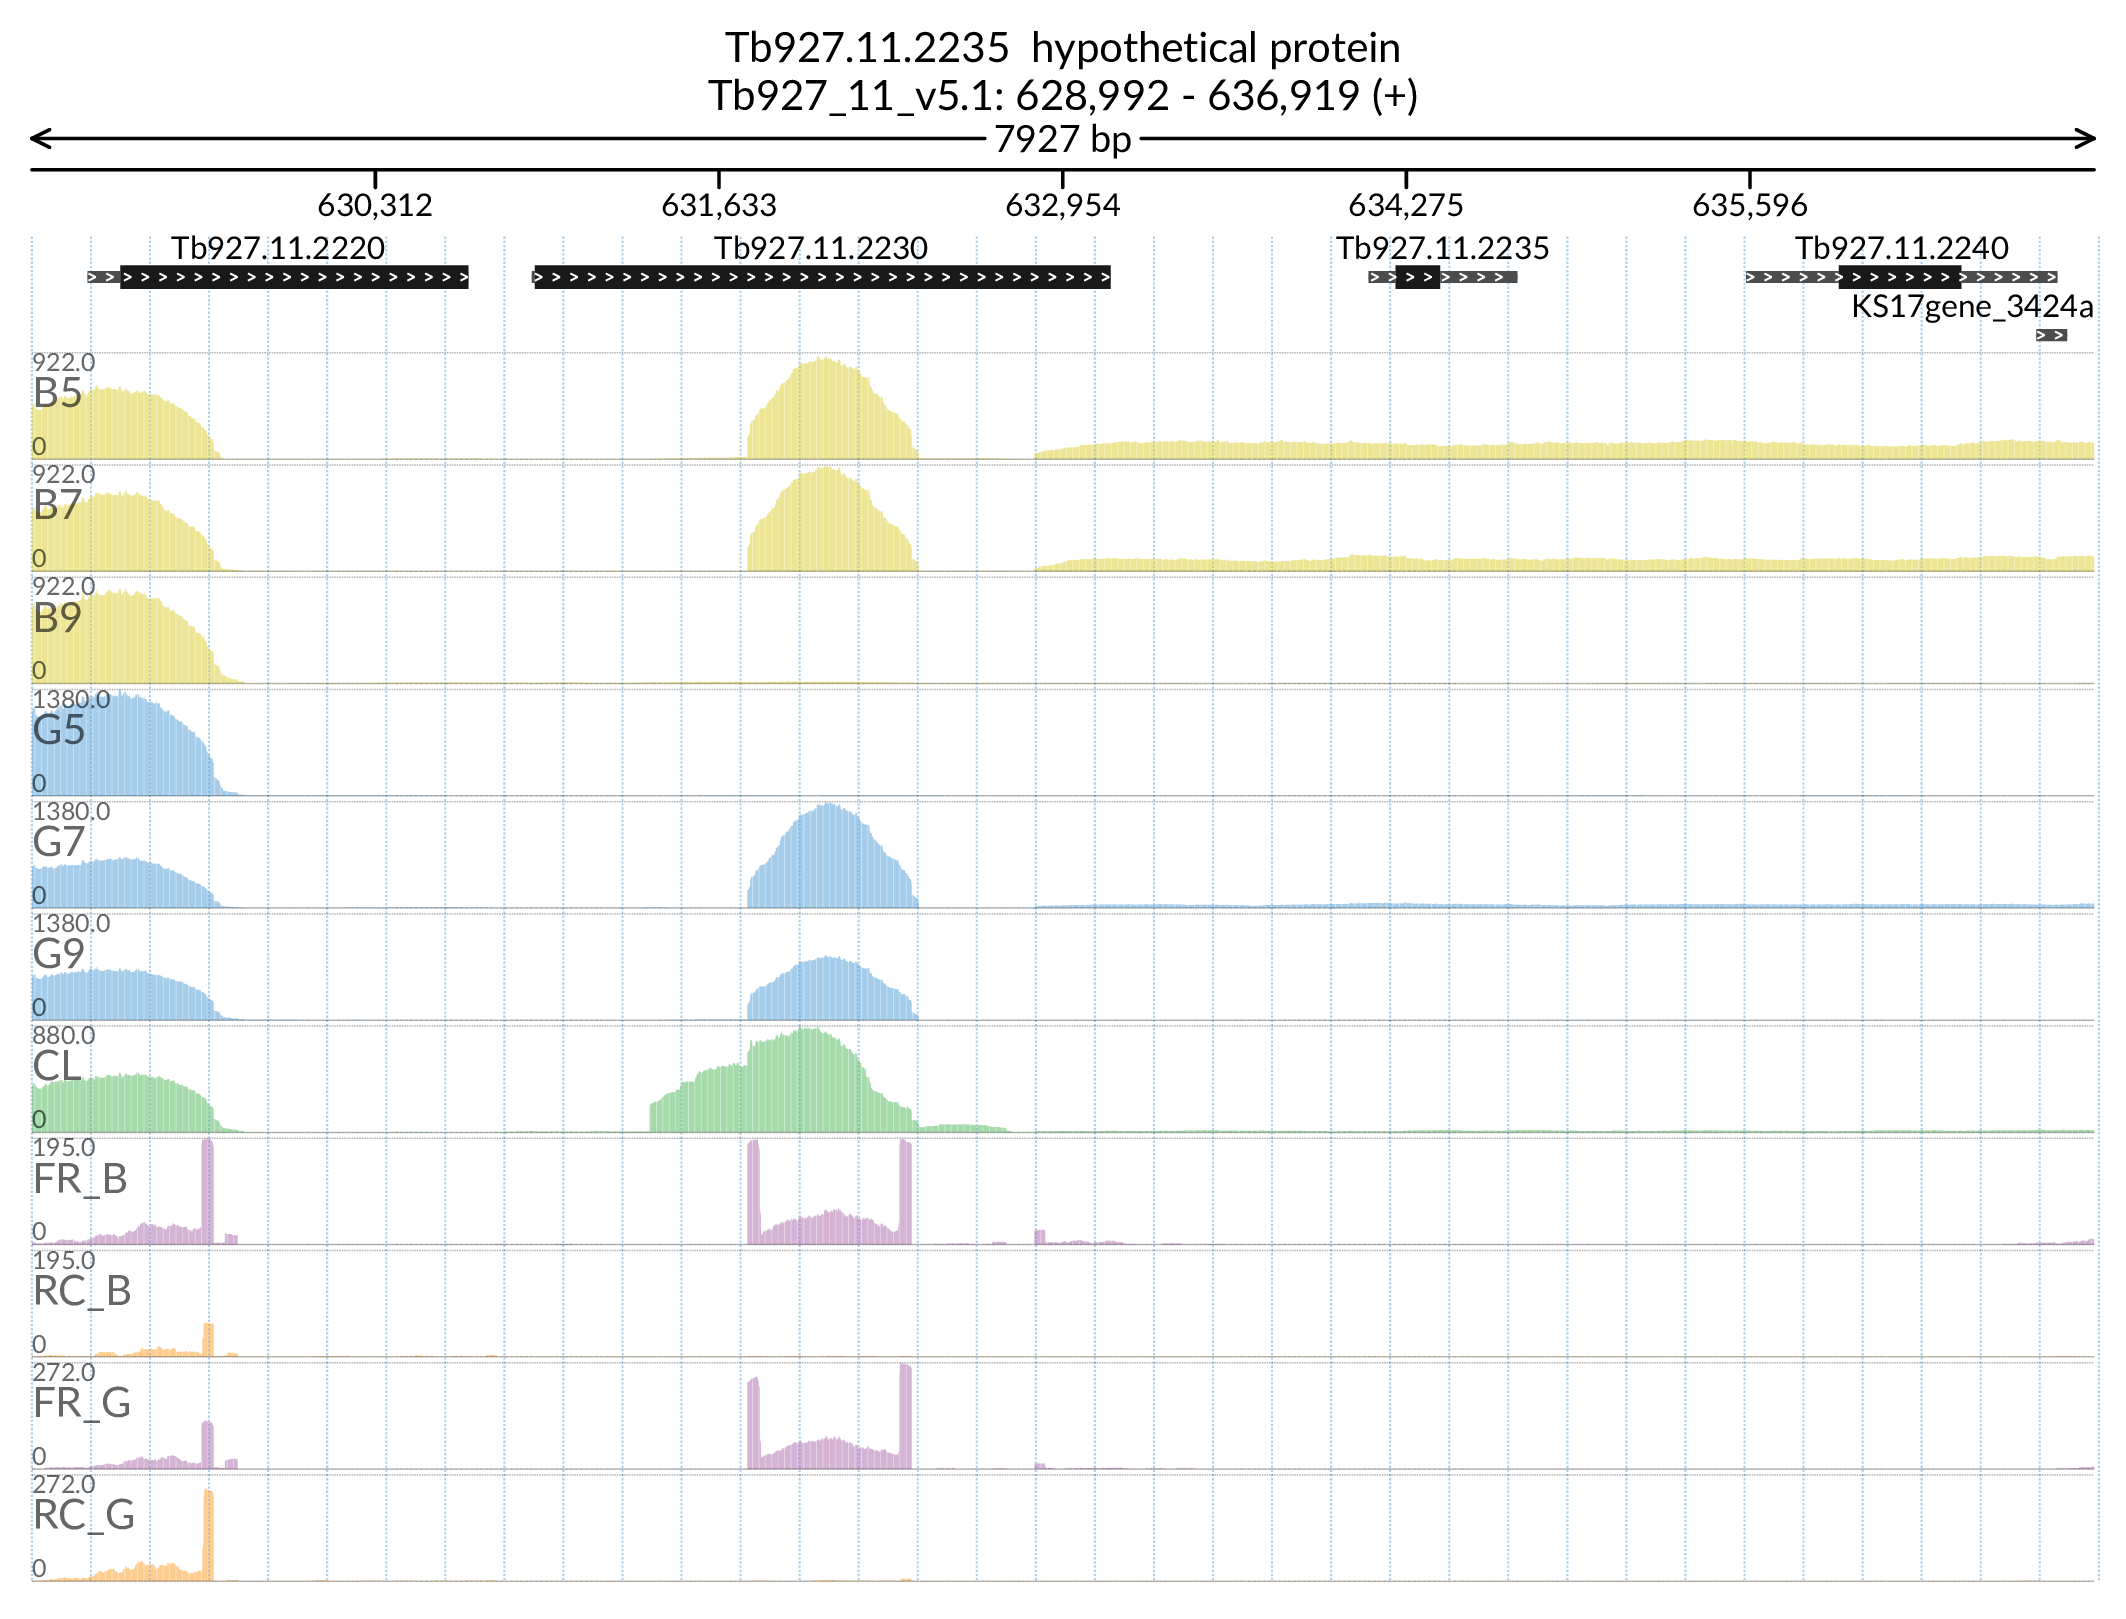 Tb927.11.2235 hypothetical protein
Tb927_11_v5.1: 628,992 - 636,919 (+)
7927 bp
630,312 631,633 632,954 634,275 635,596
Tb927.11.2220 Tb927.11.2230 Tb927.11.2235 Tb927.11.2240
KS17gene_3424a
922.0
B5
0
922.0
B7
0
922.0
B9
0
1380.0
G5
0
1380.0
G7
0
1380.0
G9
0
880.0
CL
0
195.0
FR_B
0
195.0
RC_B
0
272.0
FR_G
0
272.0
RC_G
0